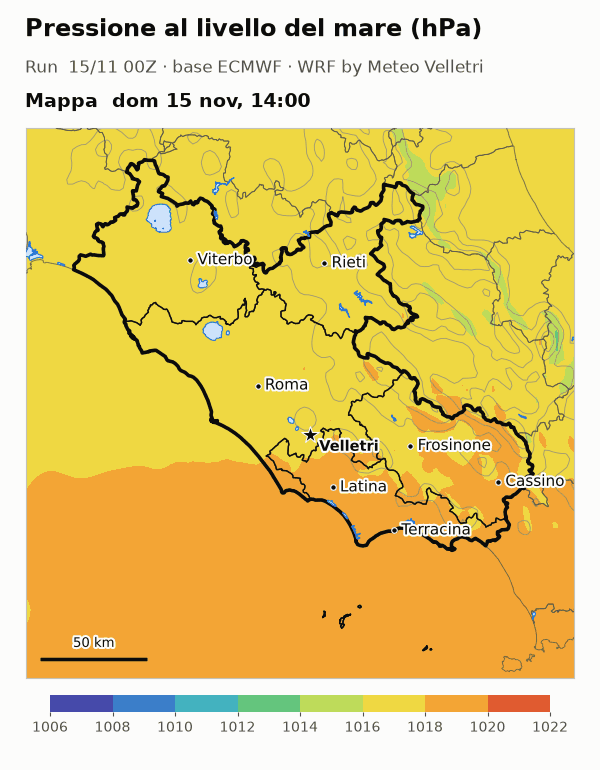 Pressione al livello del mare (hPa)
Run  15/11 00Z · base ECMWF · WRF by Meteo Velletri
Mappa  dom 15 nov, 14:00
Viterbo
Rieti
Roma
Velletri
Frosinone
Latina
Cassino
Terracina
50 km
1006 1008 1010 1012 1014 1016 1018 1020 1022